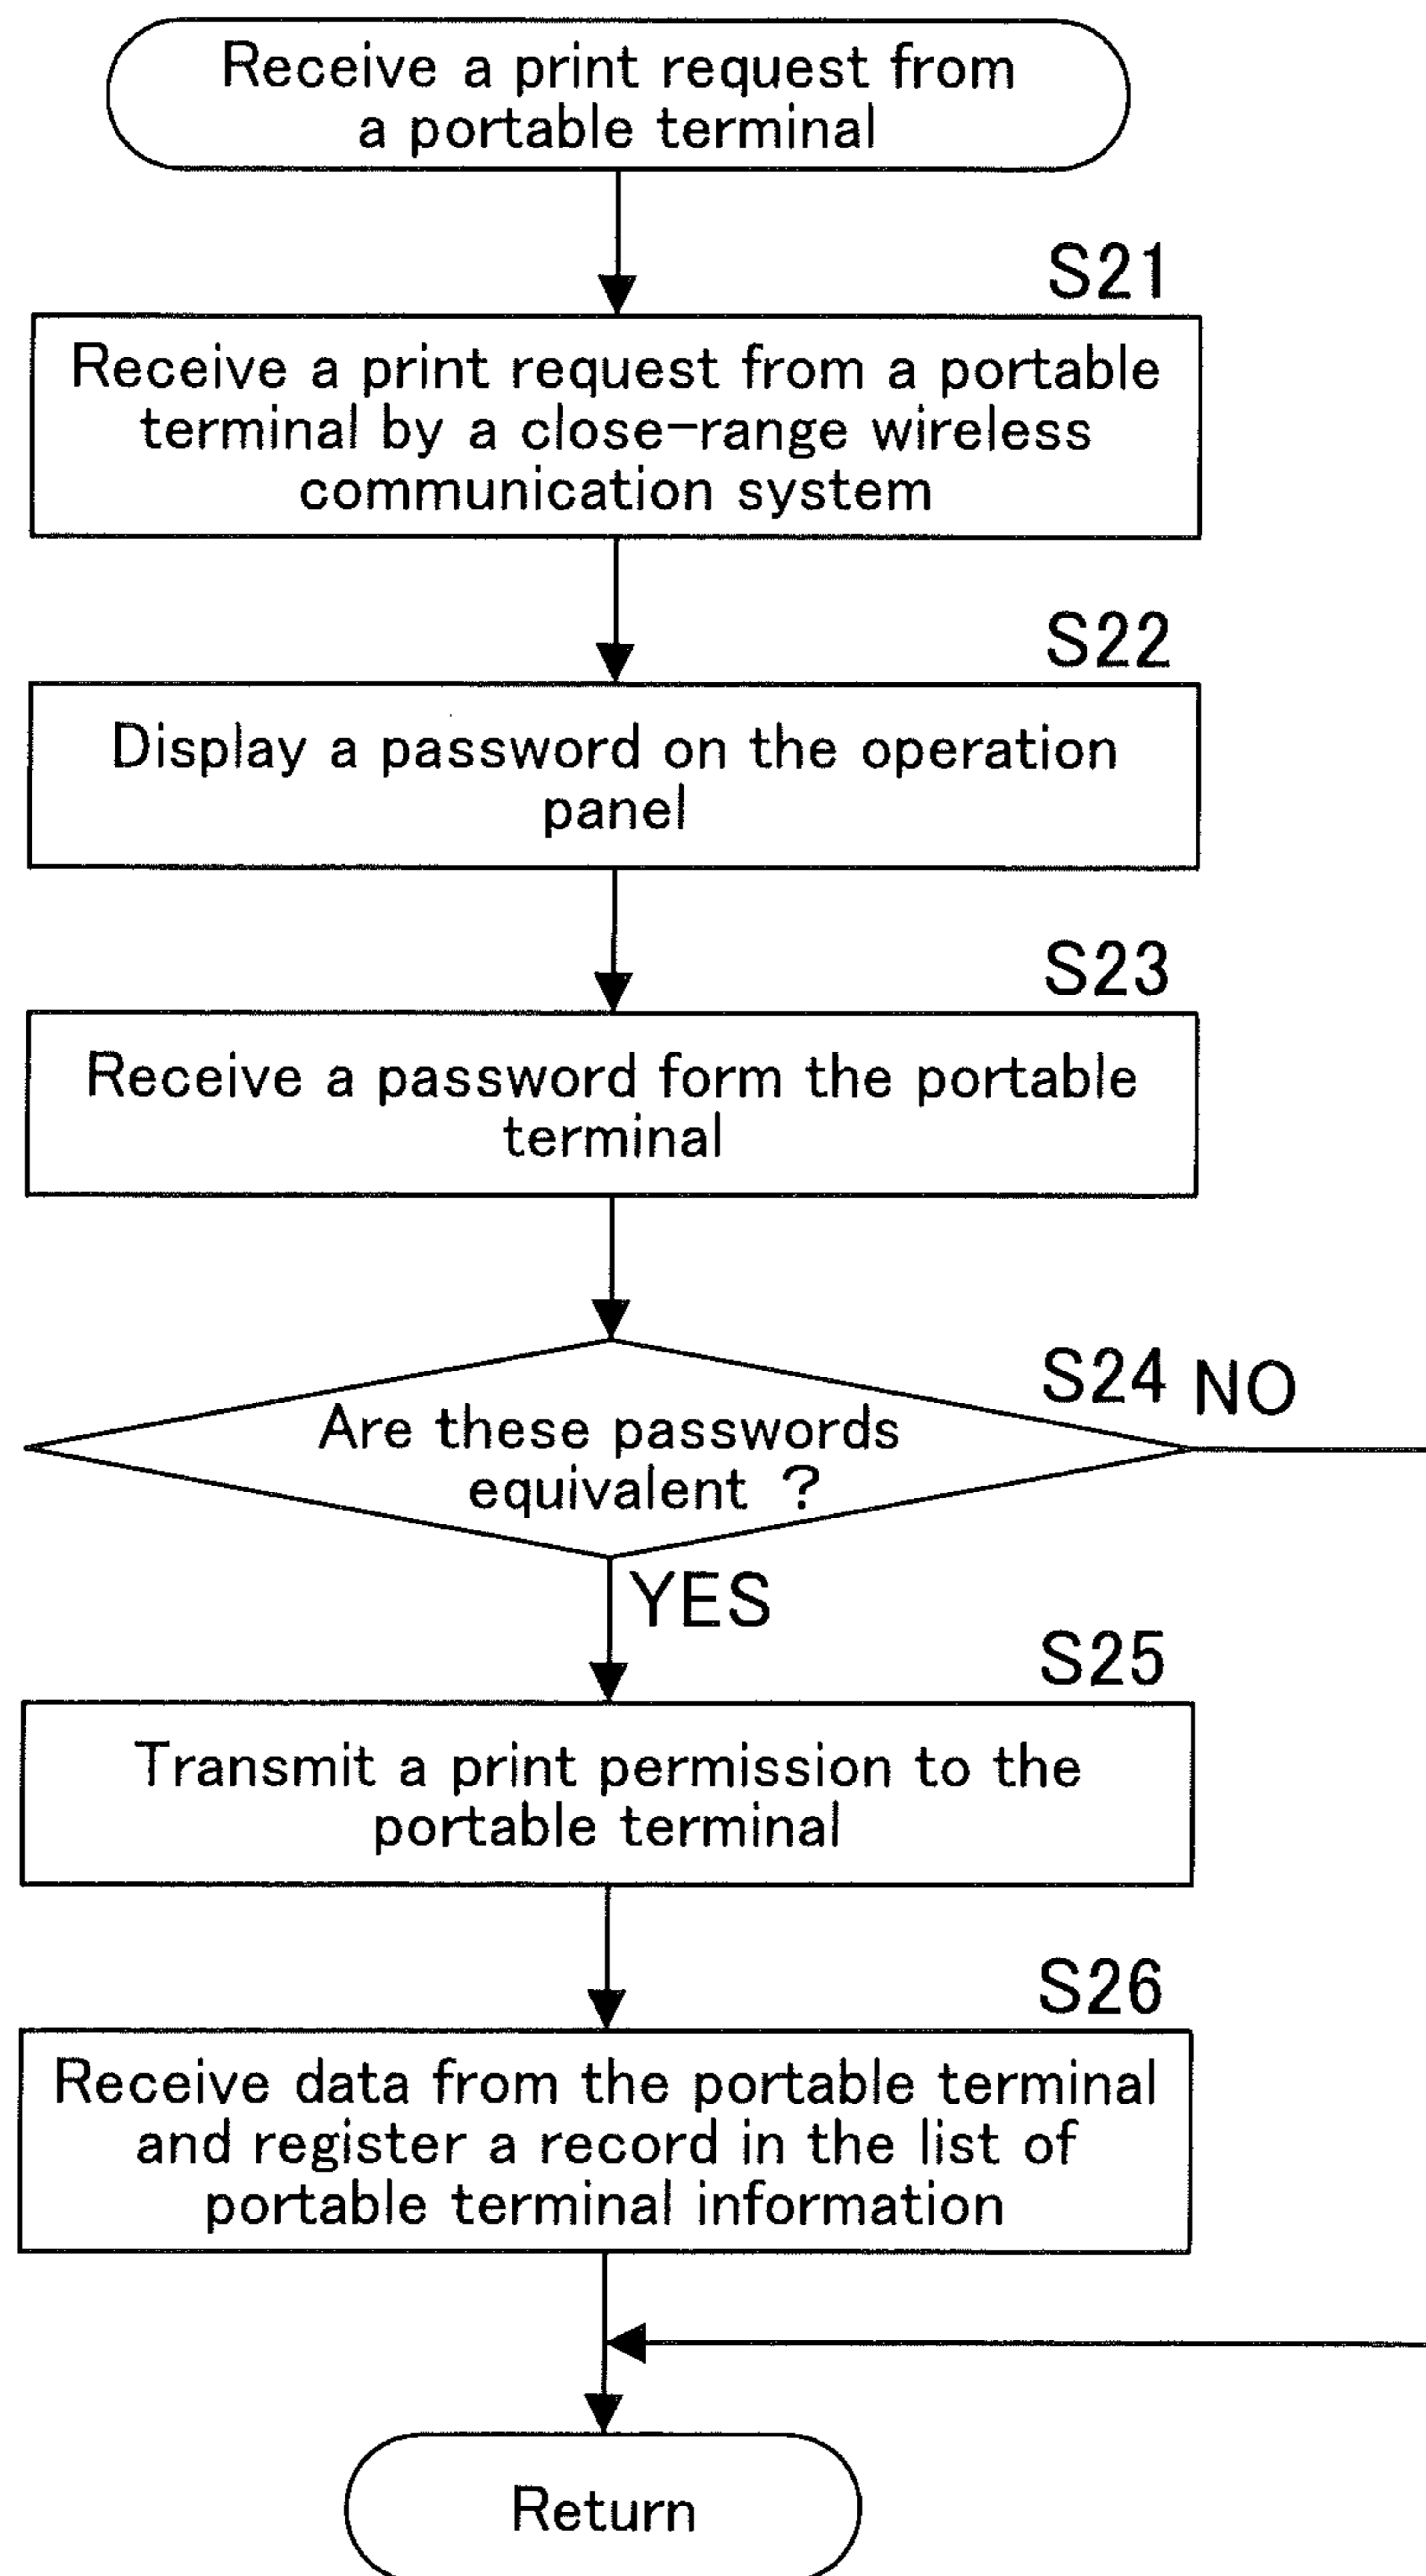 Receive a print request from
a portable terminal
S21
Receive a print request from a portable
terminal by a close-range wireless
communication system
S22
Display a password on the operation
panel
S23
Receive a password form the portable
terminal
S24 NO
Are these passwords
equivalent ?
YES
S25
Transmit a print permission to the
portable terminal
S26
Receive data from the portable terminal
and register a record in the list of
portable terminal information
Return